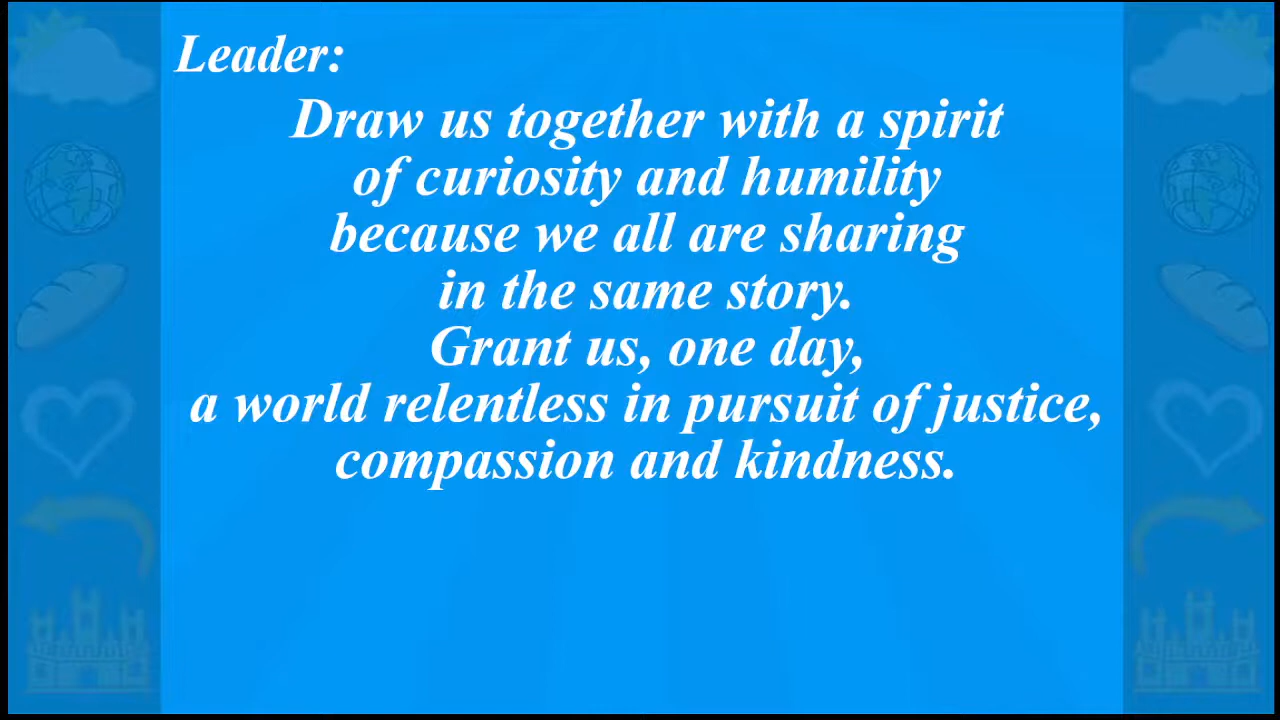 Leader:
Draw us together with a spirit
of curiosity and humility
because we all are sharing
in the same story.
Grant us, one day,
a world relentless in pursuit of justice,
compassion and kindness.